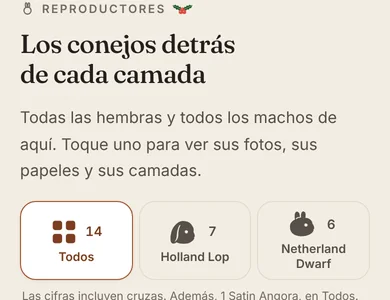 REPRODUCTORES
Los conejos detrás
de cada camada
Todas las hembras y todos los machos de
aquí. Toque uno para ver sus fotos, sus
papeles y sus camadas.
14
Todos
7
Holland Lop
6
Netherland
Dwarf
Las cifras incluyen cruzas. Además, 1 Satin Angora, en Todos.